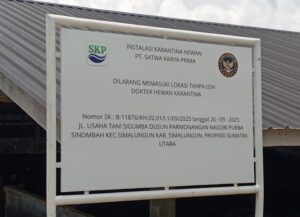 SKP
INSTALASI KARANTINA HEWAN
PT. SATWA KARYA PRIMA
DILARANG MEMASUKI LOKASI TANPA IZIN
DOKTER HEWAN KARANTINA
Nomor SK : B-11876/KH.02.01/I.1/09/2025 tanggal 26 - 09 - 2025
JL. USAHA TANI SIGUMBA DUSUN PARMONANGAN NAGORI PURBA
SINOMBAH KEC.SIMALUNGUN KAB. SIMALUNGUN, PROPINSI SUMATRA
UTARA